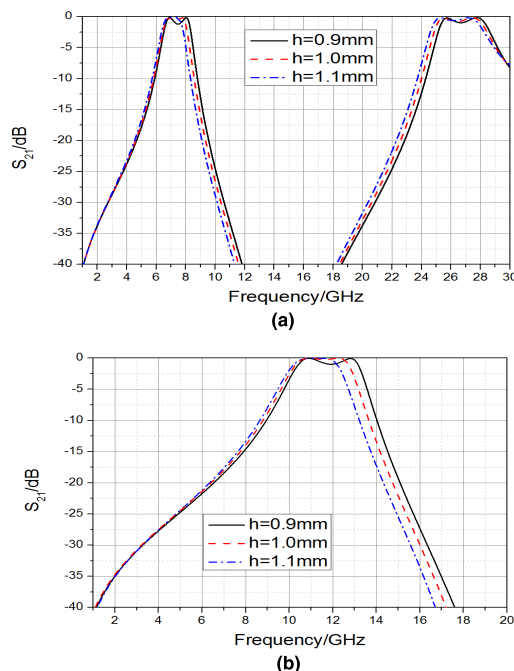 0
-5
-10
-15
-20
-25
-30
-35
-40
S21/dB
h=0.9mm
h=1.0mm
h=1.1mm
2 4 6 8 10 12 14 16 18 20 22 24 26 28 30
Frequency/GHz
(a)
0
-5
-10
-15
-20
-25
-30
-35
-40
S21/dB
h=0.9mm
h=1.0mm
h=1.1mm
2 4 6 8 10 12 14 16 18 20
Frequency/GHz
(b)